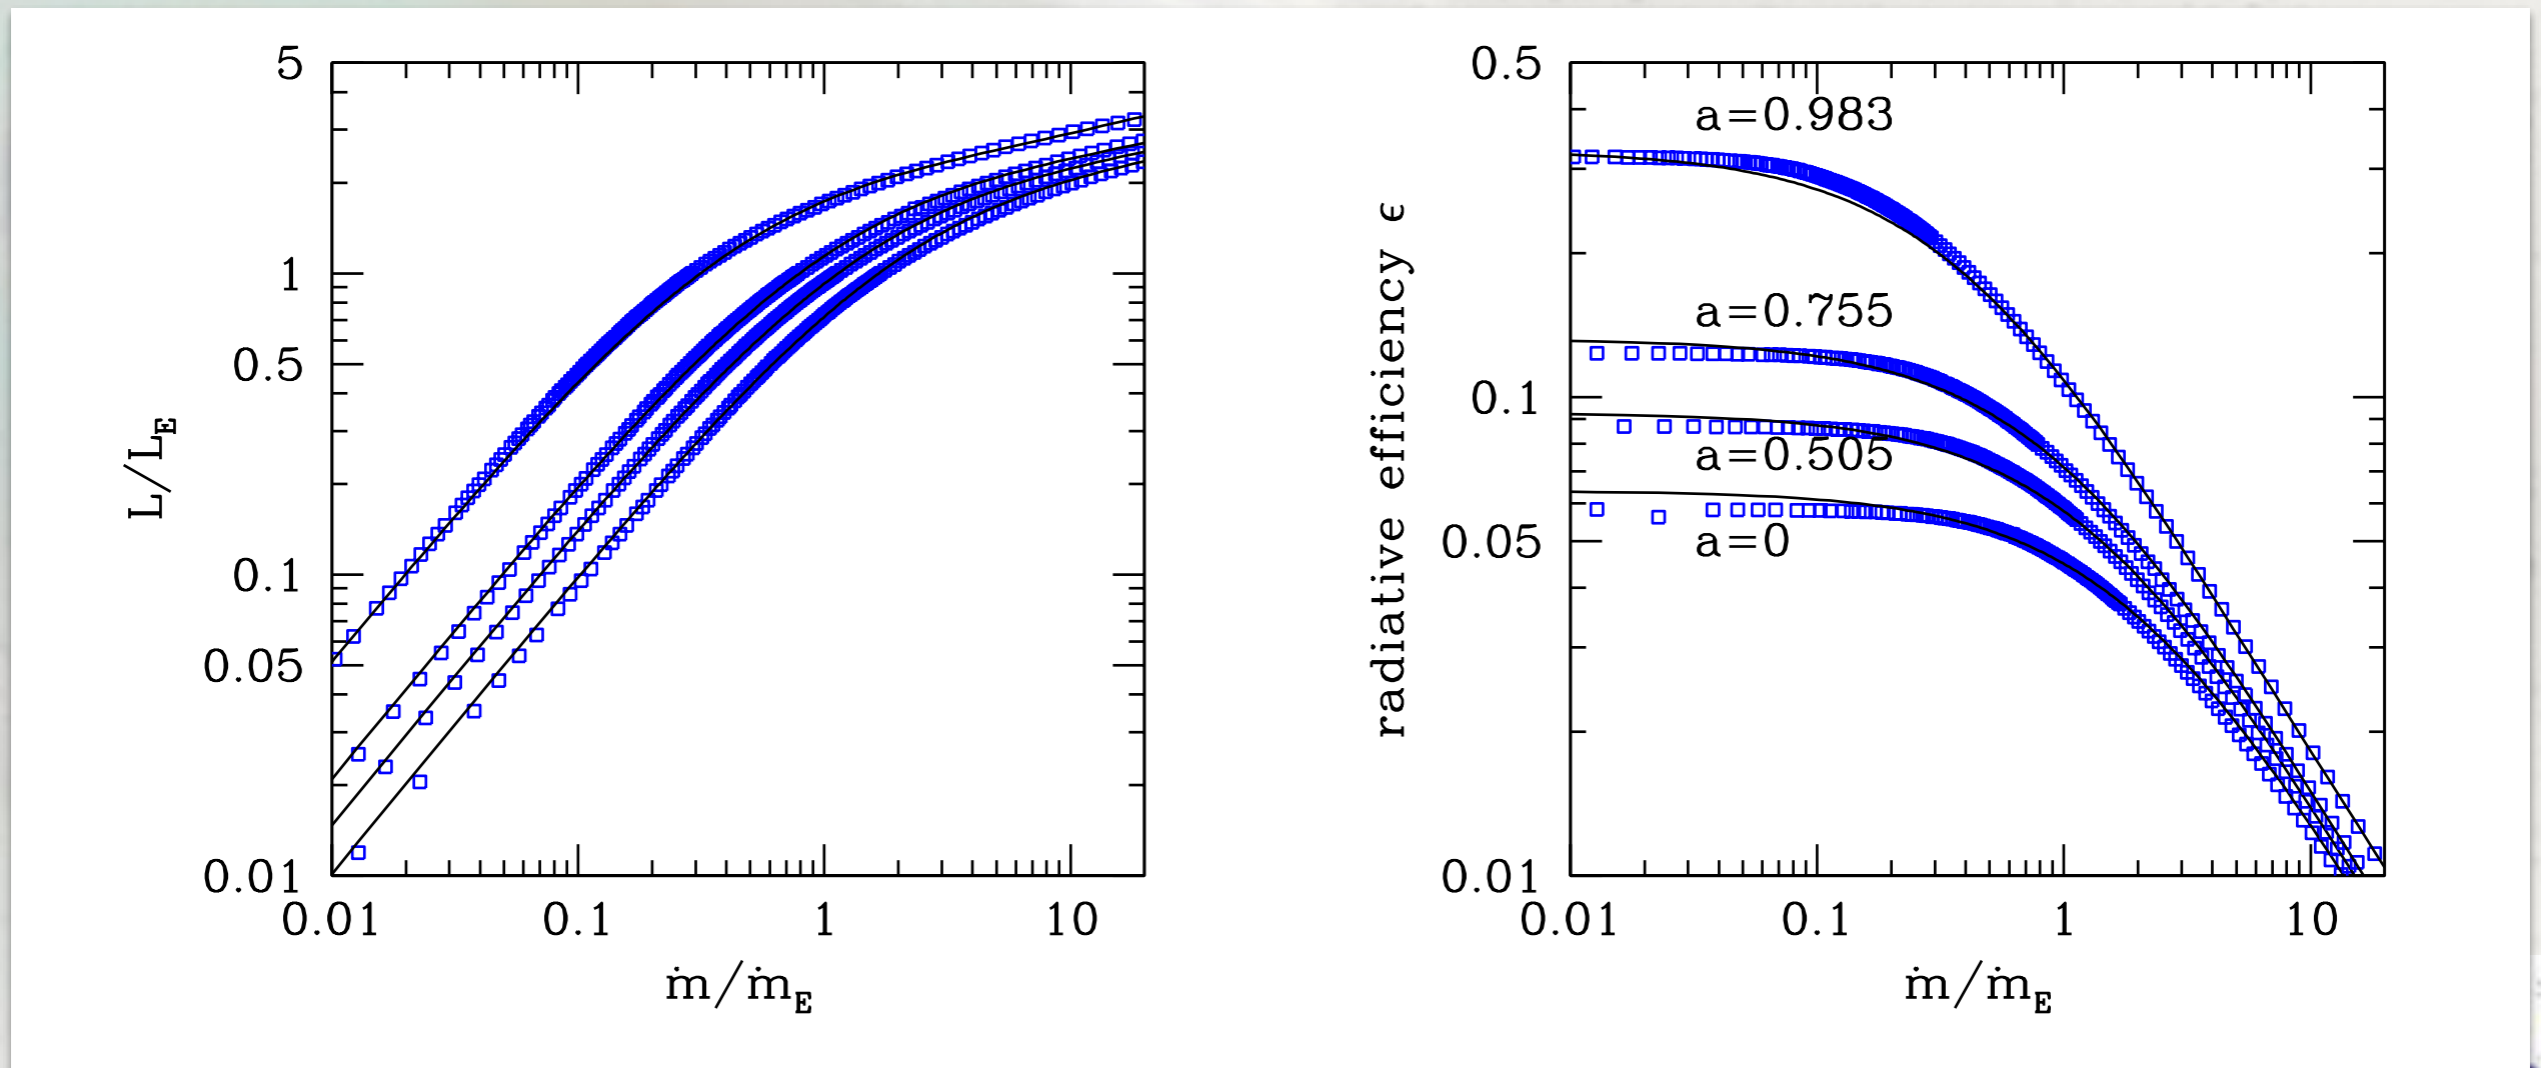 5
1
0.5
0.1
0.05
0.01
L/L_E
0.01 0.1 1 10
ṁ/ṁ_E
0.5
0.1
0.05
0.01
radiative efficiency ϵ
a=0.983
a=0.755
a=0.505
a=0
0.01 0.1 1 10
ṁ/ṁ_E